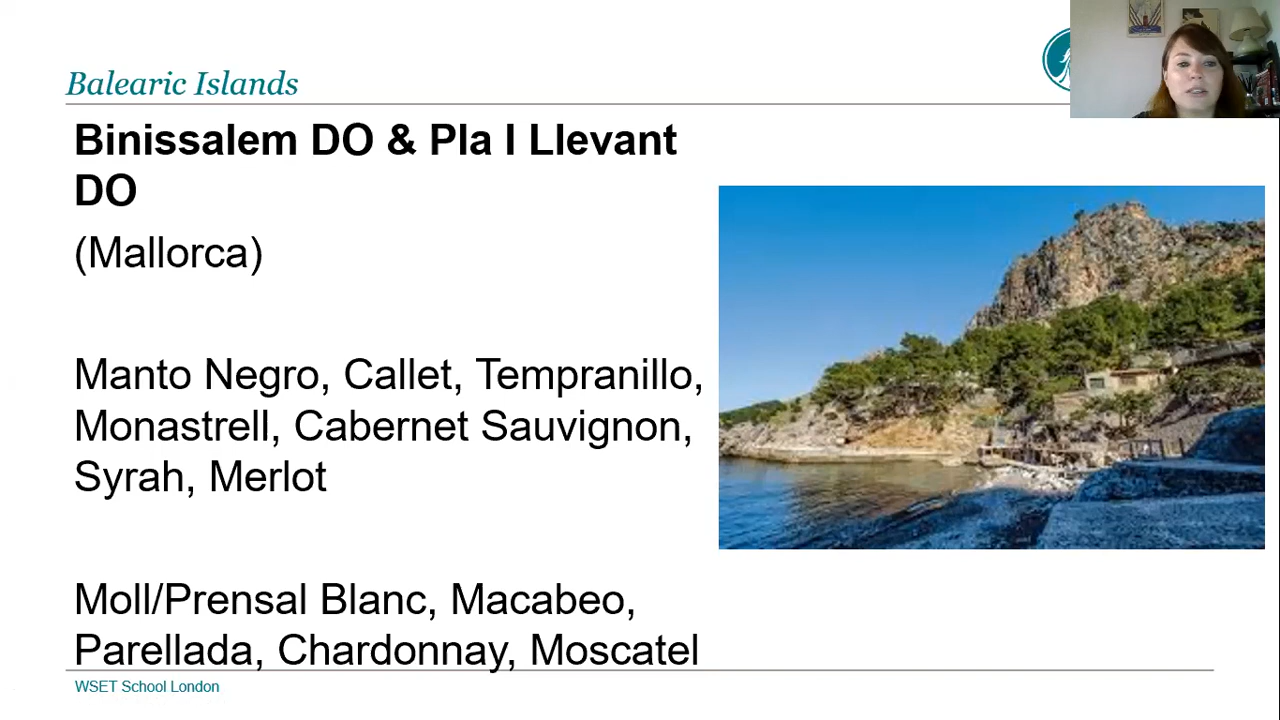 Balearic Islands
Binissalem DO & Pla I Llevant
DO
(Mallorca)
Manto Negro, Callet, Tempranillo,
Monastrell, Cabernet Sauvignon,
Syrah, Merlot
Moll/Prensal Blanc, Macabeo,
Parellada, Chardonnay, Moscatel
WSET School London